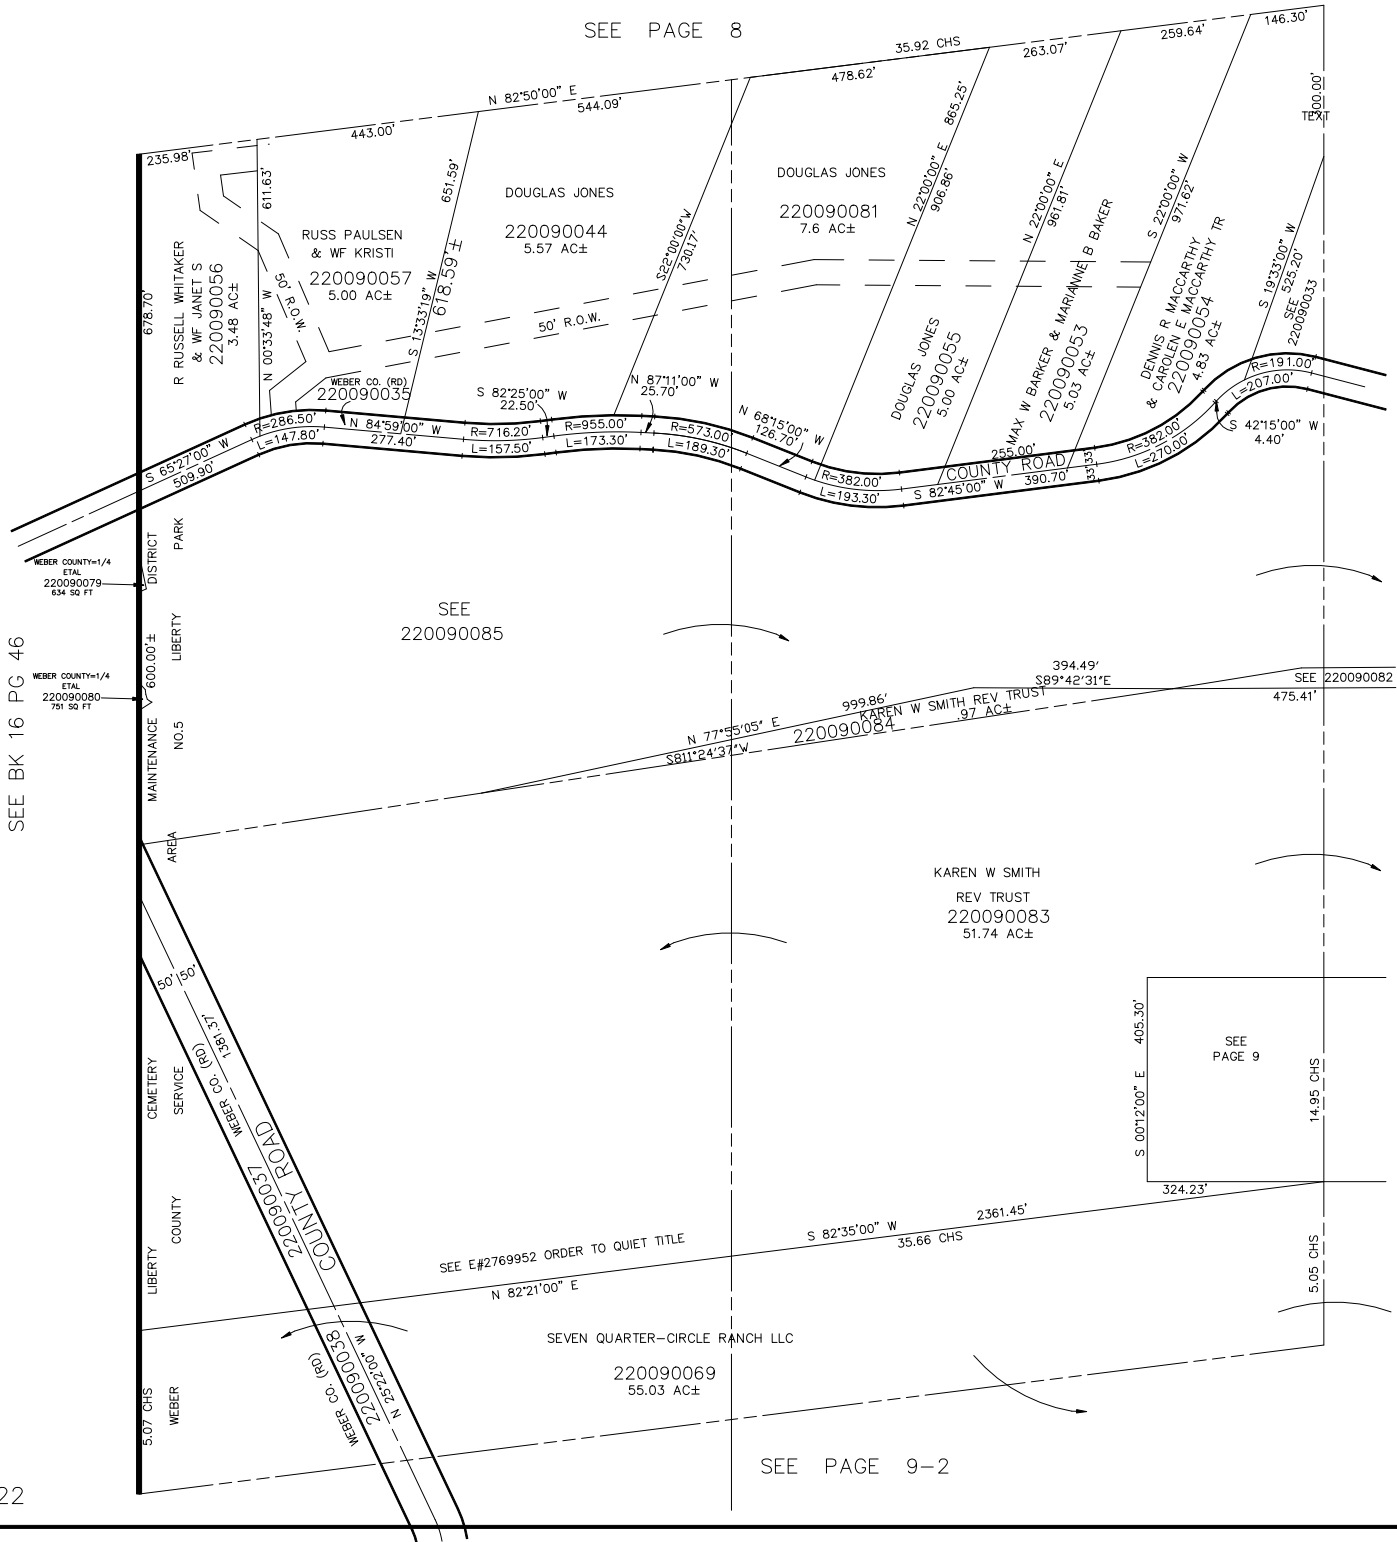 SEE PAGE 8
35.92 CHS
146.30'
259.64'
263.07'
478.62'
N 82°50'00" E
544.09'
443.00'
235.98'
TEXT
611.63'
651.59'
865.25'
N 22°00'00" E
906.86'
N 22°00'00" E
961.81'
S 22°00'00" W
971.62'
S 19°33'00" W
525.20'
SEE
220090033
R RUSSELL WHITAKER
& WF JANET S
220090056
3.48 AC±
678.70'
N 00°33'48" W
50' R.O.W.
RUSS PAULSEN
& WF KRISTI
220090057
5.00 AC±
S 13°33'19" W
618.59'±
DOUGLAS JONES
220090044
5.57 AC±
S22°00'00"W
730.17'
50' R.O.W.
DOUGLAS JONES
220090081
7.6 AC±
DOUGLAS JONES
220090055
5.00 AC±
MAX W BARKER & MARIANNE B BAKER
220090053
5.03 AC±
DENNIS R MACCARTHY
& CAROLEN E MACCARTHY TR
220090054
4.83 AC±
WEBER CO. (RD)
220090035
S 82°25'00" W
22.50'
N 87°11'00" W
25.70'
N 68°15'00" W
126.70'
S 65°27'00" W
509.90'
R=286.50'
L=147.80'
N 84°59'00" W
277.40'
R=716.20'
L=157.50'
R=955.00'
L=173.30'
R=573.00'
L=189.30'
R=382.00'
L=193.30'
255.00'
COUNTY ROAD
S 82°45'00" W 390.70'
33'33'
R=382.00'
L=270.00'
R=191.00'
L=207.00'
S 42°15'00" W
4.40'
WEBER COUNTY=1/4
ETAL
220090079
634 SQ FT
WEBER COUNTY=1/4
ETAL
220090080
751 SQ FT
SEE BK 16 PG 46
600.00'±
LIBERTY CEMETERY MAINTENANCE DISTRICT
WEBER COUNTY SERVICE AREA NO.5 LIBERTY PARK
SEE
220090085
394.49'
S89°42'31"E
SEE 220090082
475.41'
999.86'
N 77°55'05" E
KAREN W SMITH REV TRUST
.97 AC±
220090084
S811°24'37"W
KAREN W SMITH
REV TRUST
220090083
51.74 AC±
50' 50'
1381.37'
WEBER CO. (RD)
220090037
COUNTY ROAD
S 00°12'00" E 405.30'
SEE
PAGE 9
14.95 CHS
324.23'
2361.45'
S 82°35'00" W
35.66 CHS
SEE E#2769952 ORDER TO QUIET TITLE
N 82°21'00" E
5.05 CHS
SEVEN QUARTER-CIRCLE RANCH LLC
220090069
55.03 AC±
N 25°22'00" W
220090038
WEBER CO. (RD)
5.07 CHS
SEE PAGE 9-2
22